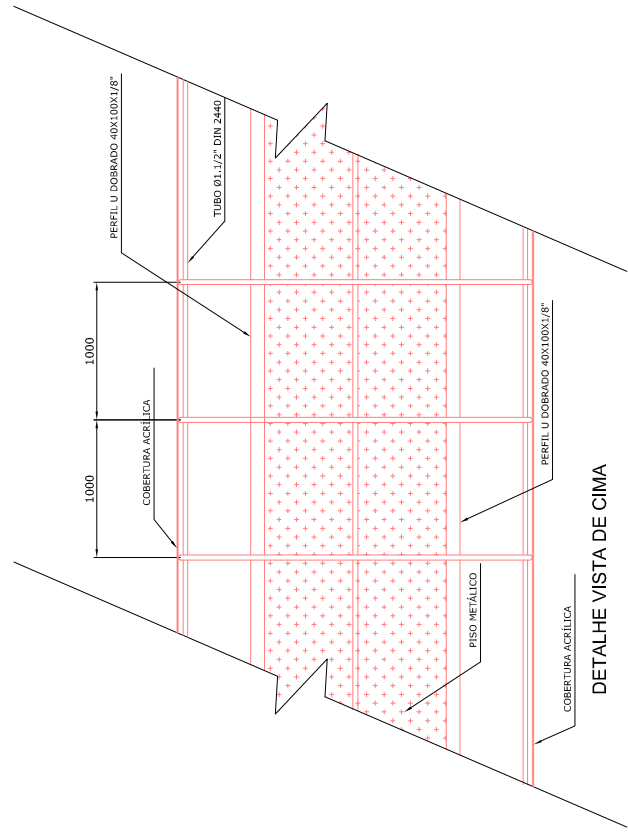 PERFIL U DOBRADO 40X100X1/8"
TUBO Ø1.1/2" DIN 2440
1000
1000
COBERTURA ACRÍLICA
PERFIL U DOBRADO 40X100X1/8"
PISO METÁLICO
COBERTURA ACRÍLICA
DETALHE VISTA DE CIMA